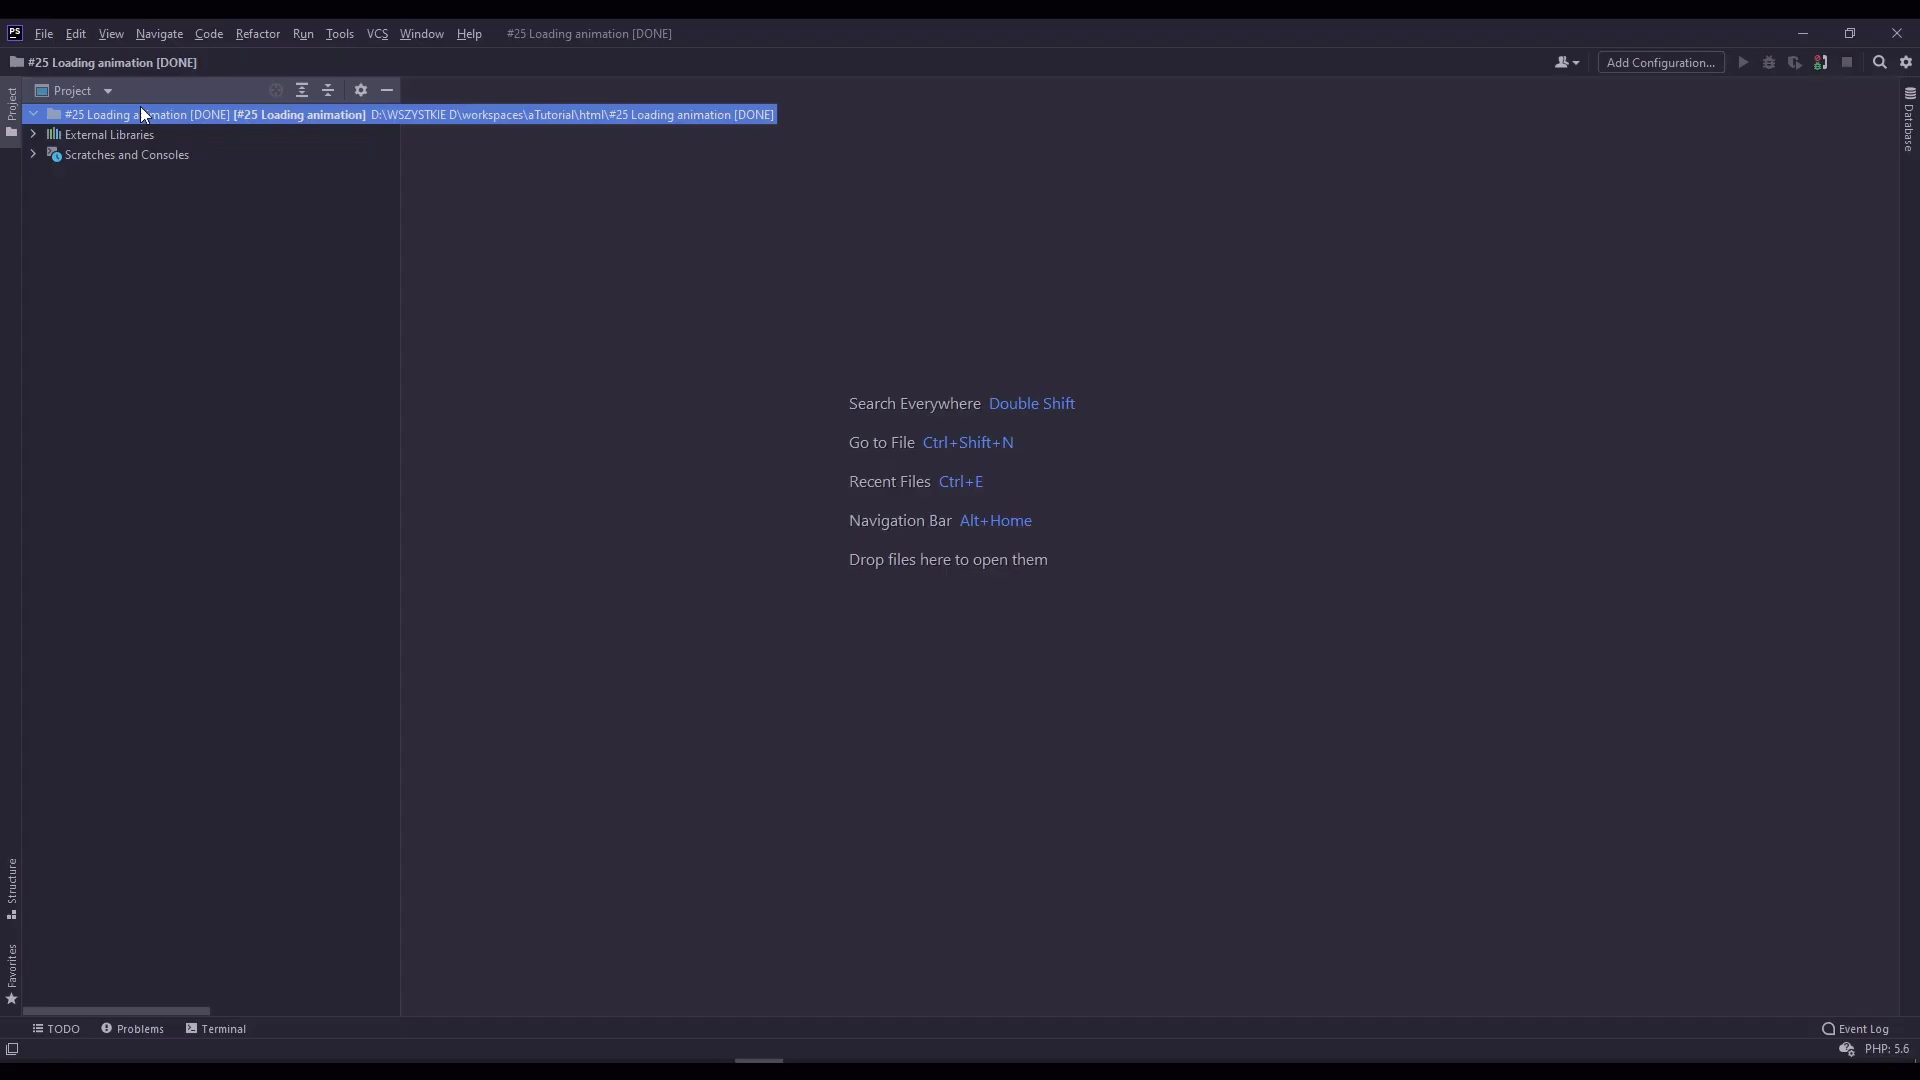 PS File Edit View Navigate Code Refactor Run Tools VCS Window Help #25 Loading animation [DONE]
#25 Loading animation [DONE] Add Configuration...
Project Project
#25 Loading animation [DONE] [#25 Loading animation] D:\WSZYSTKIE D\workspaces\aTutorial\html\#25 Loading animation [DONE]
External Libraries
Scratches and Consoles
Database
Search Everywhere Double Shift
Go to File Ctrl+Shift+N
Recent Files Ctrl+E
Navigation Bar Alt+Home
Drop files here to open them
Structure
Favorites
TODO Problems Terminal Event Log
PHP: 5.6